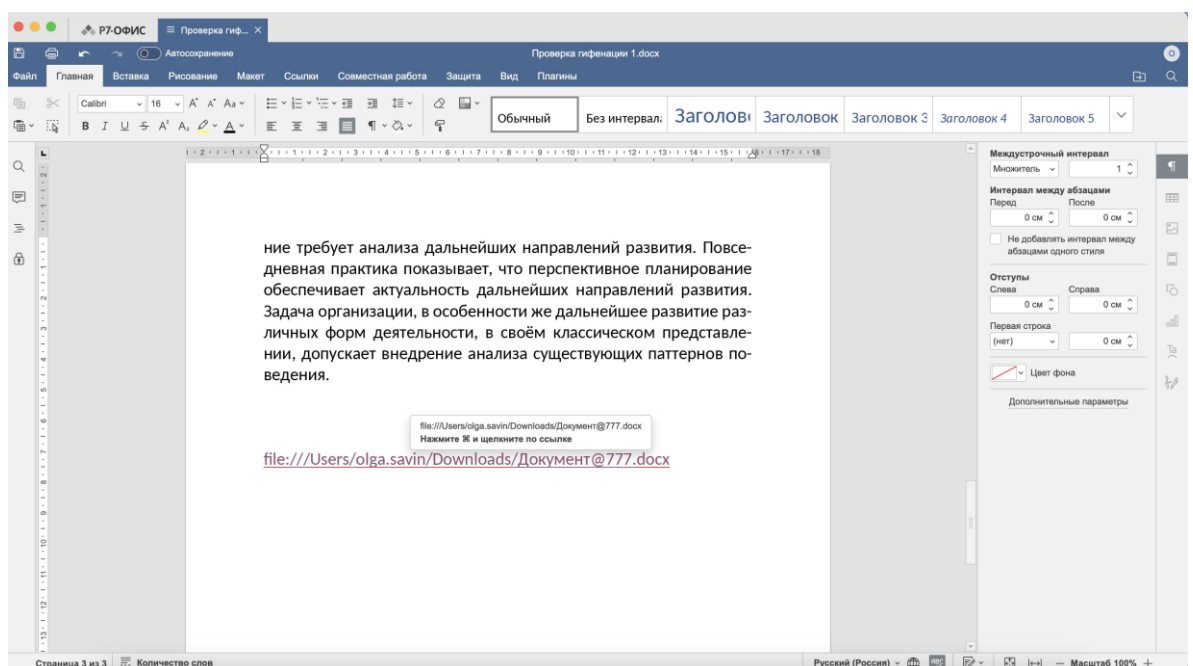 Р7-ОФИС
Проверка гиф...
Проверка гифенации 1.docx
Автосохранение
Файл Главная Вставка Рисование Макет Ссылки Совместная работа Защита Вид Плагины
Calibri 16
Обычный Без интервала Заголов Заголовок Заголовок 3 Заголовок 4 Заголовок 5
ние требует анализа дальнейших направлений развития. Повсе-
дневная практика показывает, что перспективное планирование
обеспечивает актуальность дальнейших направлений развития.
Задача организации, в особенности же дальнейшее развитие раз-
личных форм деятельности, в своём классическом представле-
нии, допускает внедрение анализа существующих паттернов по-
ведения.
file:///Users/olga.savin/Downloads/Документ@777.docx
Нажмите ⌘ и щелкните по ссылке
file:///Users/olga.savin/Downloads/Документ@777.docx
Междустрочный интервал
Множитель 1
Интервал между абзацами
Перед После
0 см 0 см
Не добавлять интервал между
абзацами одного стиля
Отступы
Слева Справа
0 см 0 см
Первая строка
(нет) 0 см
Цвет фона
Дополнительные параметры
Страница 3 из 3 Количество слов Русский (Россия) Масштаб 100%